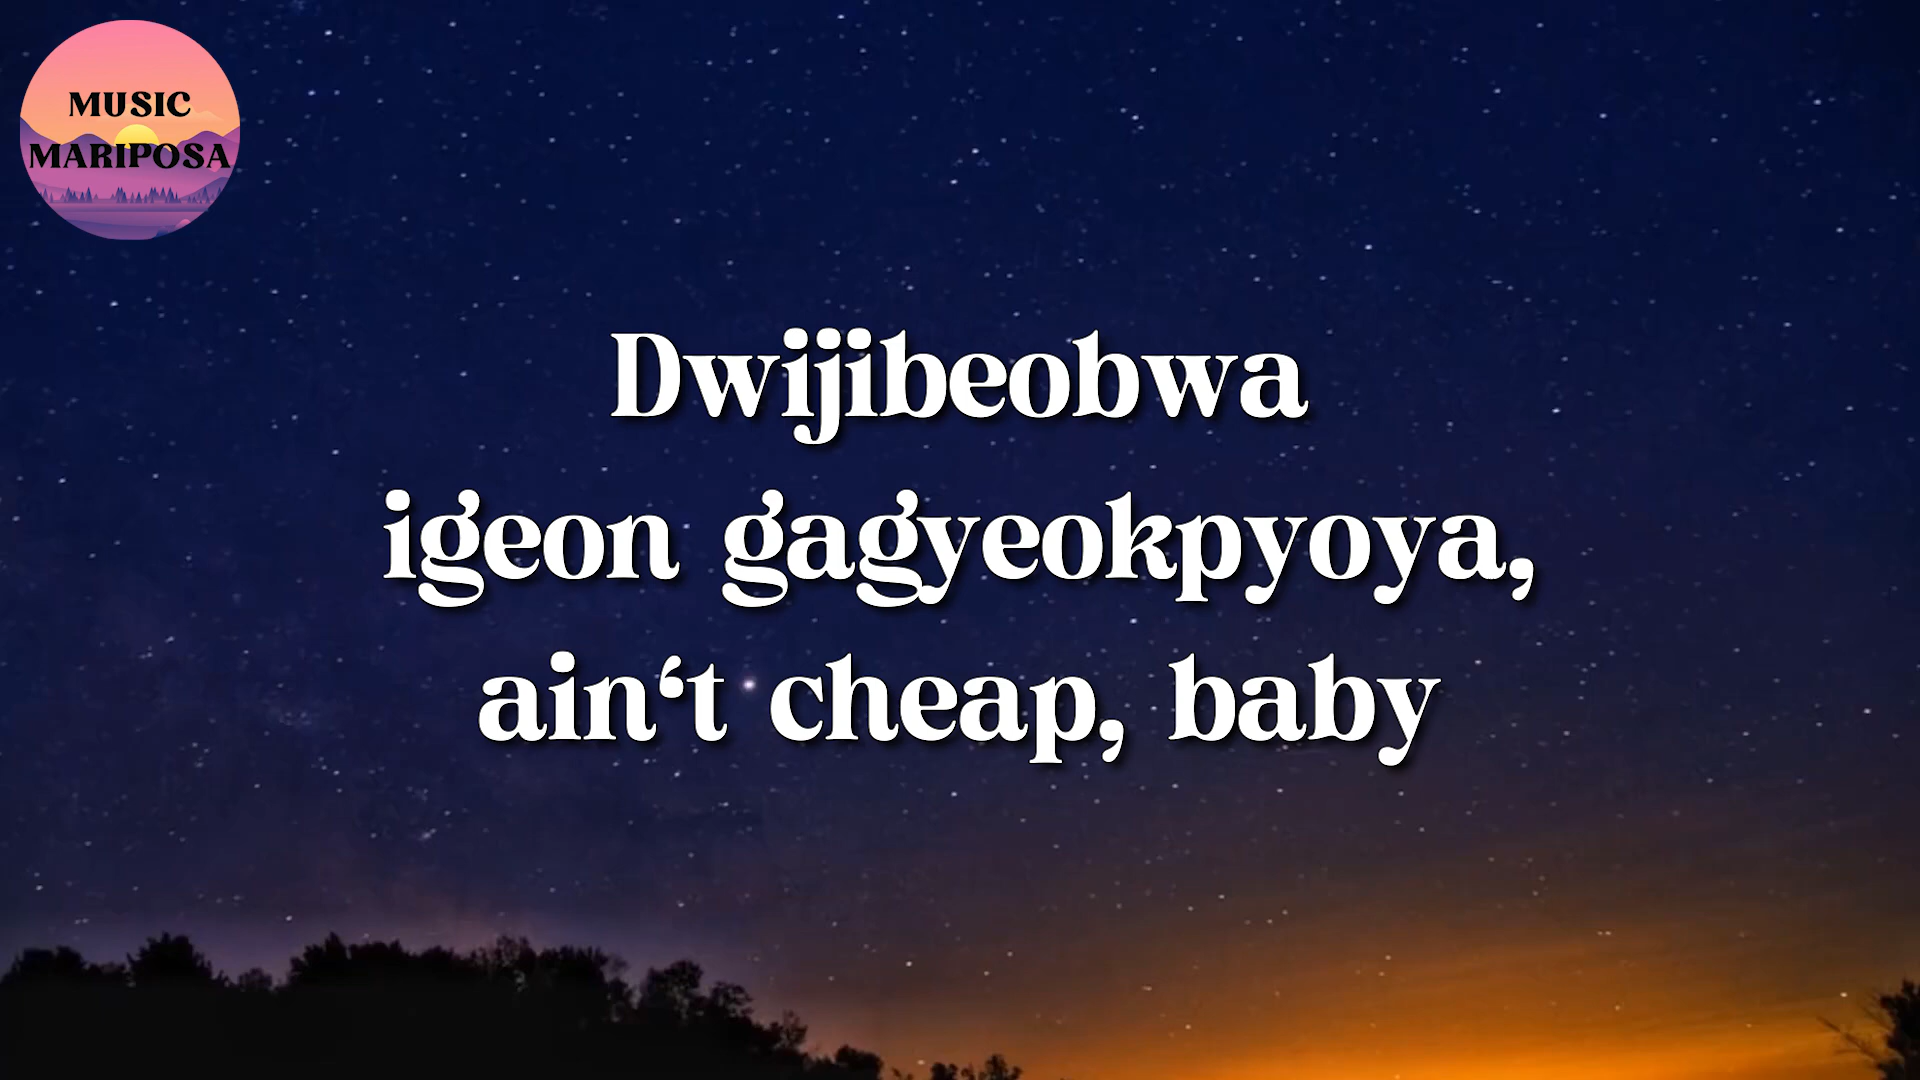 MUSIC
MARIPOSA
Dwijibeobwa
igeon gagyeokpyoya,
ain‘t cheap, baby